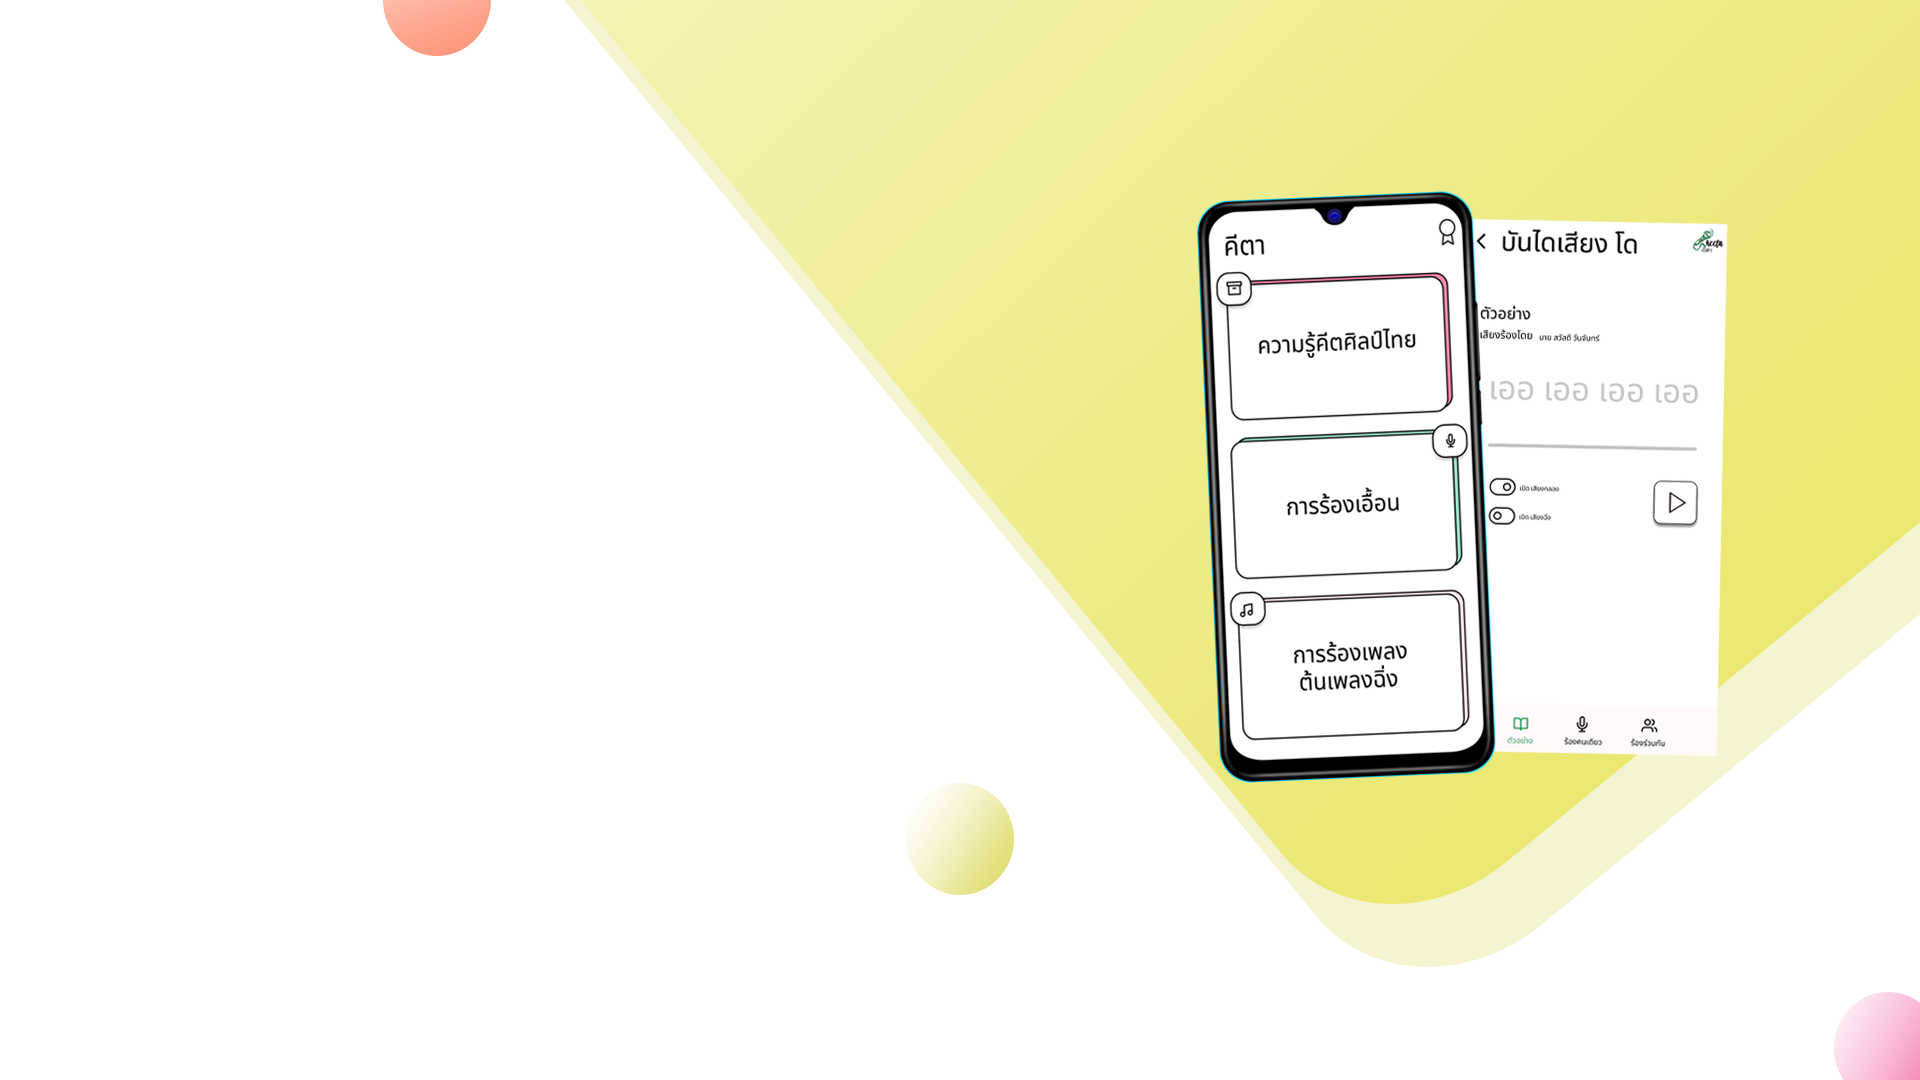 คีตา
ความรู้คีตศิลป์ไทย
การร้องเอื้อน
การร้องเพลง
ต้นเพลงฉิ่ง
บันไดเสียง โด
ตัวอย่าง
เสียงร้องโดย นาย สวัสดี วันจันทร์
เออ เออ เออ เออ
เปิด เสียงกลอง
เปิด เสียงฉิ่ง
ตัวอย่าง
ร้องคนเดียว
ร้องร่วมกัน